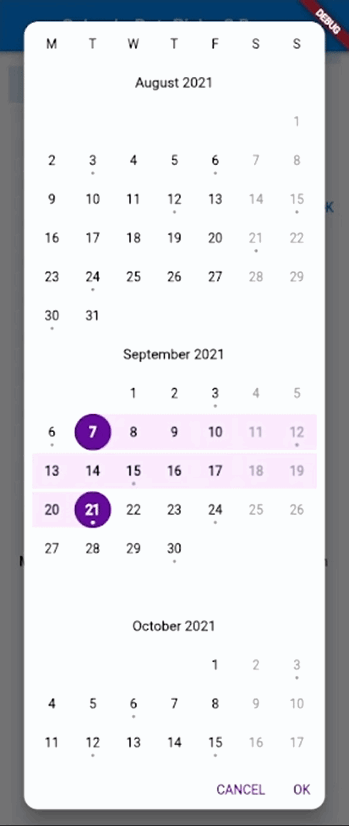 DEBUG
M T W T F S S
August 2021
1
2 3 4 5 6 7 8
9 10 11 12 13 14 15
16 17 18 19 20 21 22
23 24 25 26 27 28 29
30 31
September 2021
1 2 3 4 5
6 7 8 9 10 11 12
13 14 15 16 17 18 19
20 21 22 23 24 25 26
27 28 29 30
October 2021
1 2 3
4 5 6 7 8 9 10
11 12 13 14 15 16 17
CANCEL OK